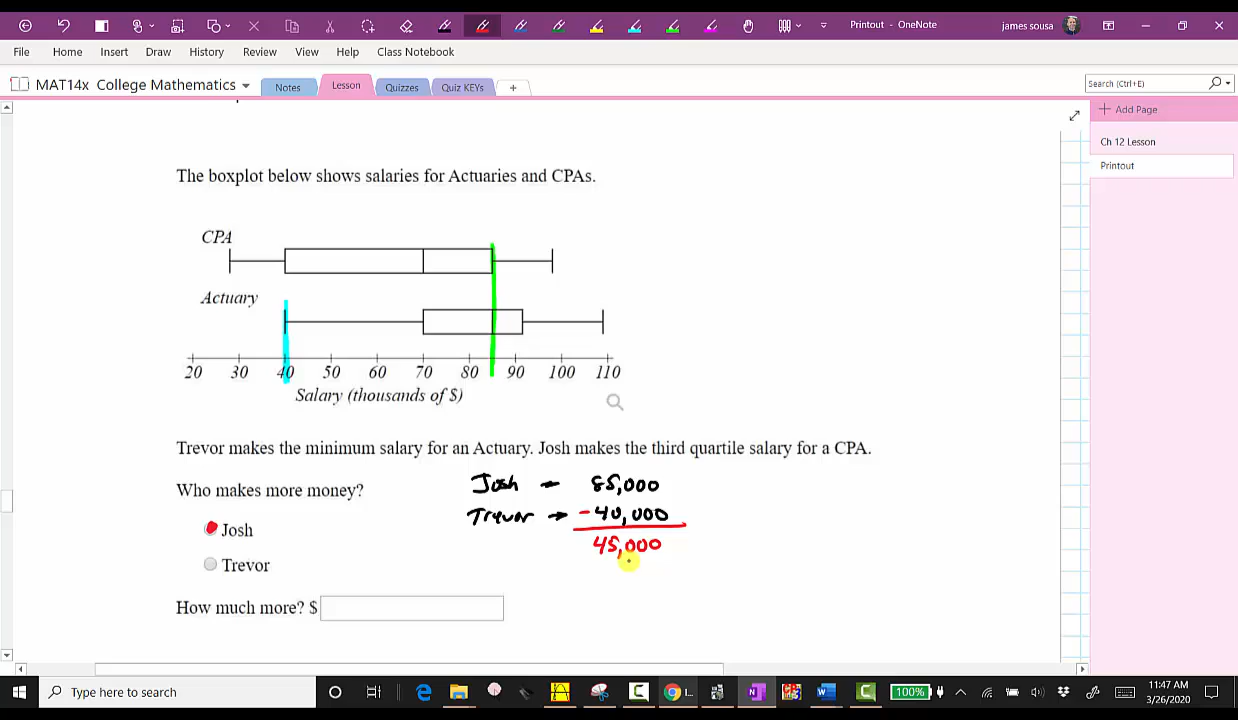 Printout - OneNote
james sousa
File Home Insert Draw History Review View Help Class Notebook
MAT14x College Mathematics Notes Lesson Quizzes Quiz KEYs +
Search (Ctrl+E)
Add Page
Ch 12 Lesson
Printout
The boxplot below shows salaries for Actuaries and CPAs.
CPA
Actuary
20 30 40 50 60 70 80 90 100 110
Salary (thousands of $)
Trevor makes the minimum salary for an Actuary. Josh makes the third quartile salary for a CPA.
Who makes more money?
Josh → 85,000
Trevor → -40,000
45,000
Josh
Trevor
How much more? $
Type here to search
100%
11:47 AM
3/26/2020